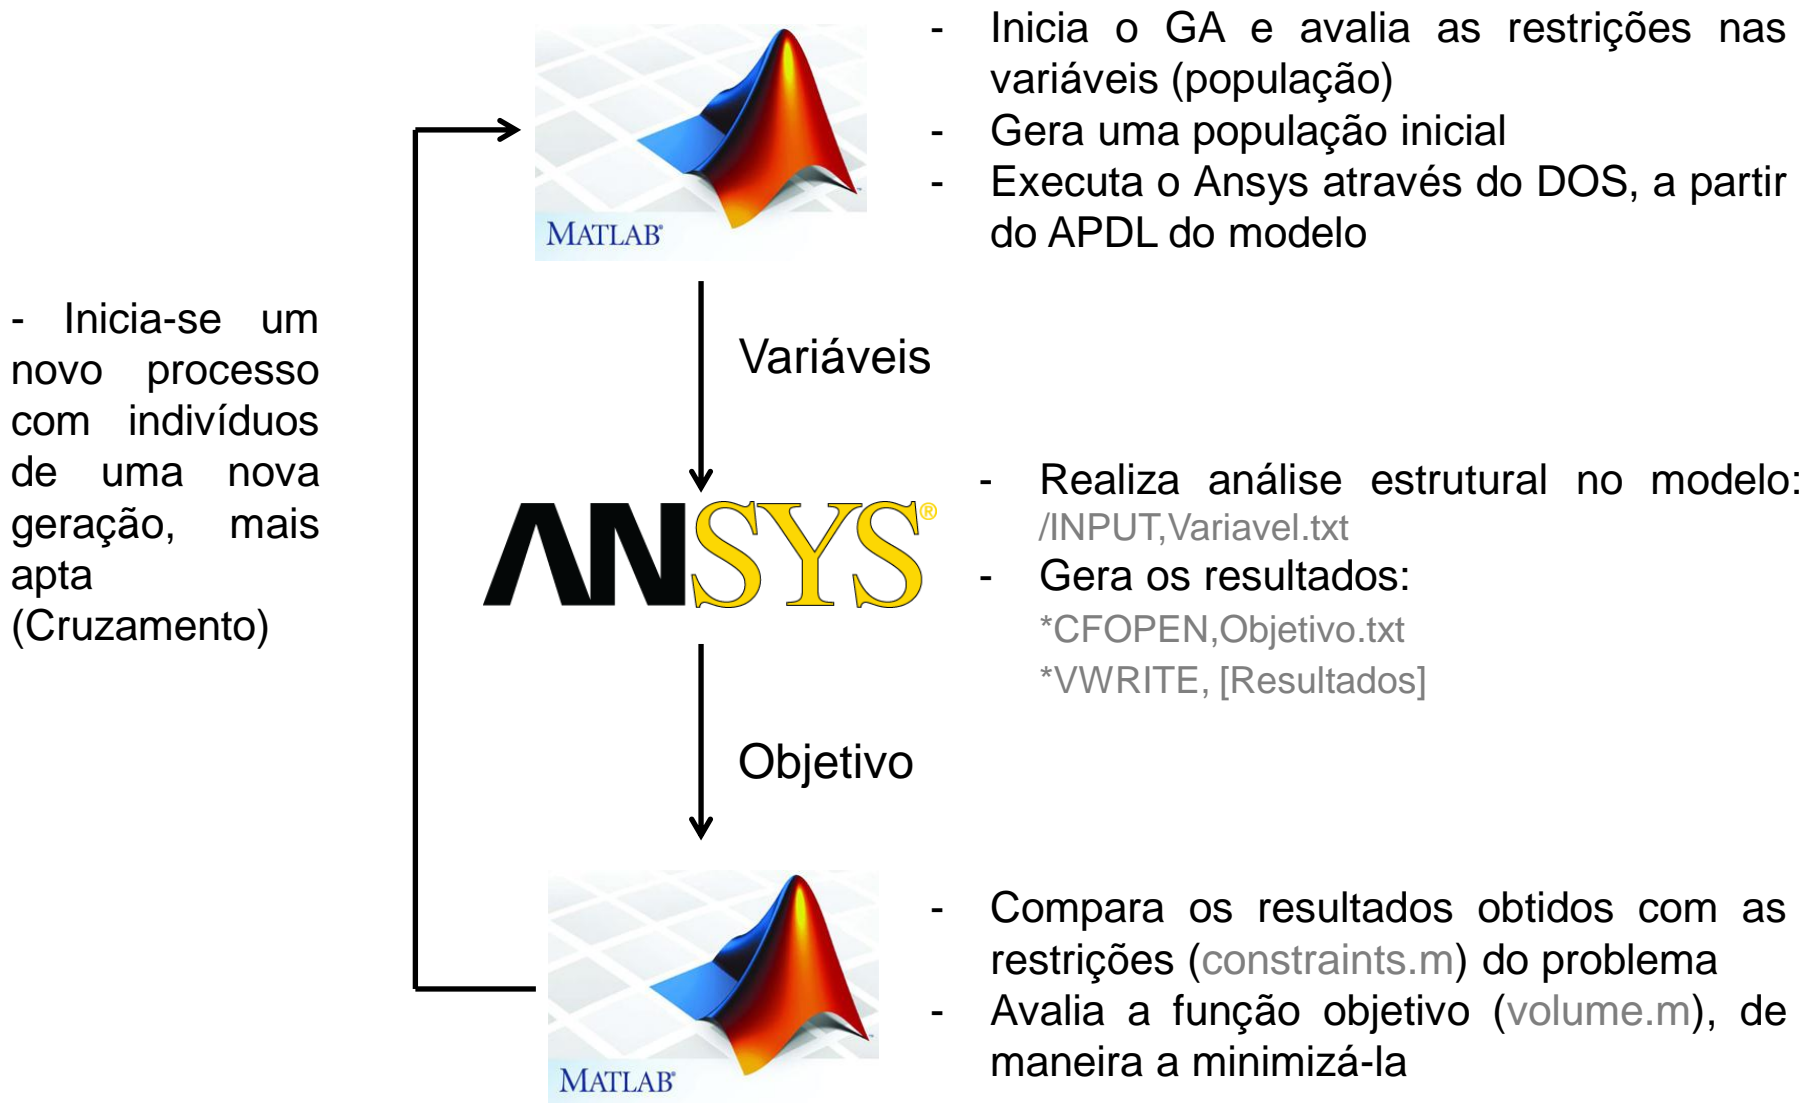 - Inicia o GA e avalia as restrições nas
variáveis (população)
- Gera uma população inicial
- Executa o Ansys através do DOS, a partir
do APDL do modelo
MATLAB®
- Inicia-se um
novo processo
com indivíduos
de uma nova
geração, mais
apta
(Cruzamento)
Variáveis
ANSYS®
- Realiza análise estrutural no modelo:
/INPUT,Variavel.txt
- Gera os resultados:
*CFOPEN,Objetivo.txt
*VWRITE, [Resultados]
Objetivo
MATLAB®
- Compara os resultados obtidos com as
restrições (constraints.m) do problema
- Avalia a função objetivo (volume.m), de
maneira a minimizá-la